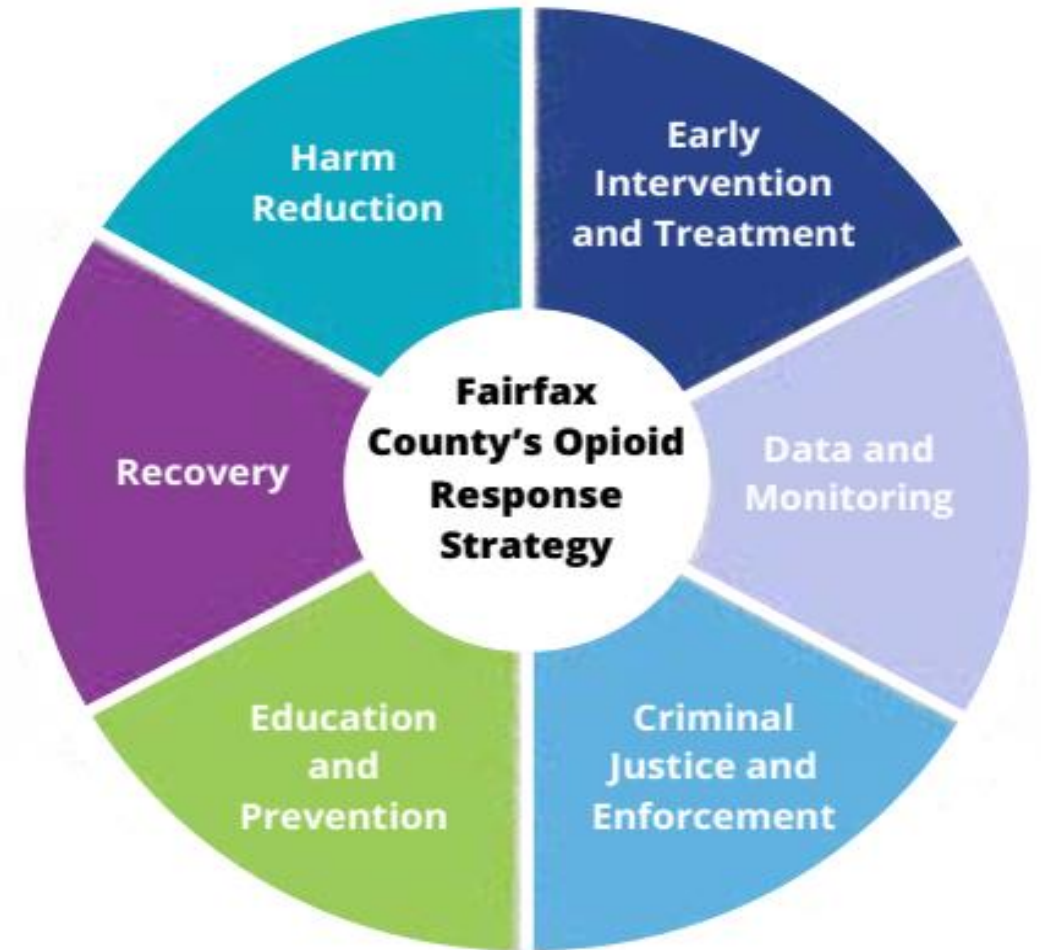 Harm
Reduction
Early
Intervention
and Treatment
Recovery
Fairfax
County’s Opioid
Response
Strategy
Data and
Monitoring
Education
and
Prevention
Criminal
Justice and
Enforcement